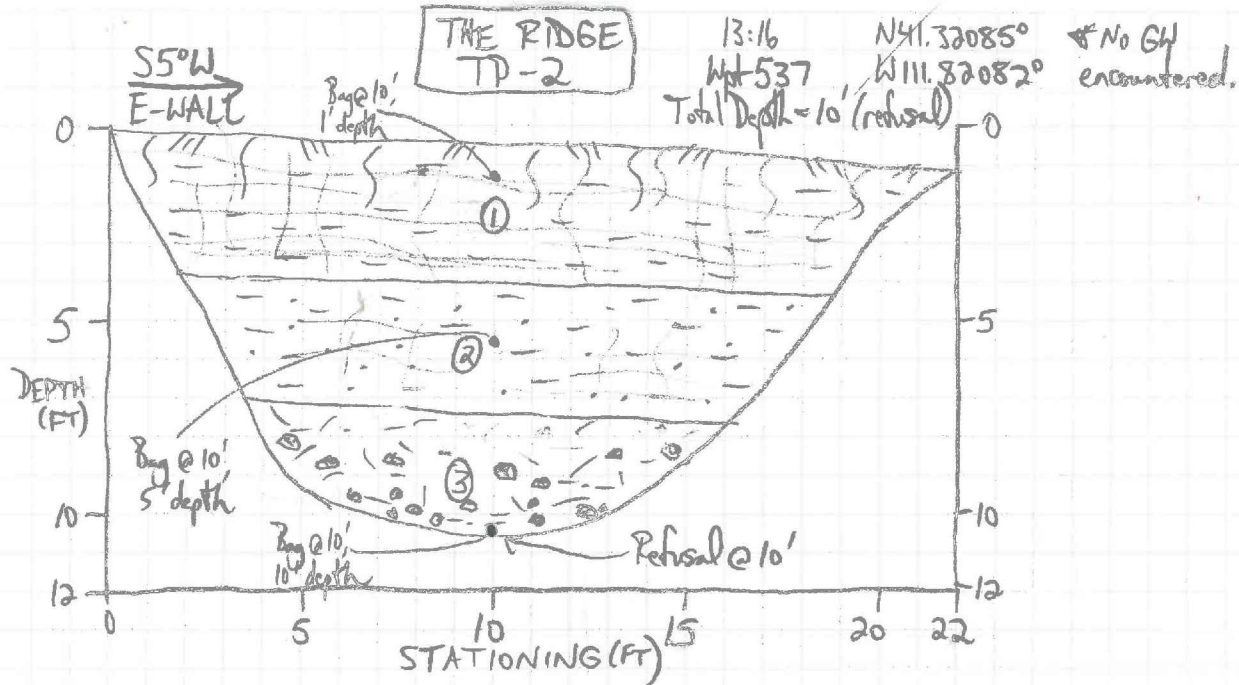 THE RIDGE
TP-2
13:16
Wpt 537
N41.32085°
W111.82082°
* No GW
encountered.
Total Depth = 10' (refusal)
S5°W
E-WALL
Bag @ 10',
1' depth
0
5
10
12
DEPTH
(FT)
0
5
10
12
1
2
3
Bag @ 10',
5' depth
Bag @ 10',
10' depth
Refusal @ 10'
0
5
10
15
20
22
STATIONING (FT)